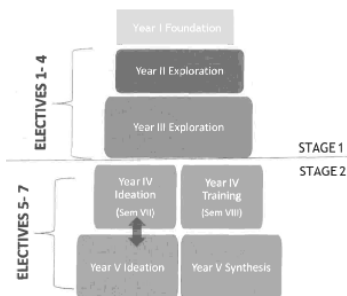 Year I Foundation
ELECTIVES 1- 4
Year II Exploration
Year III Exploration
STAGE 1
STAGE 2
ELECTIVES 5- 7
Year IV
Ideation
(Sem VII)
Year IV
Training
(Sem VIII)
Year V Ideation
Year V Synthesis